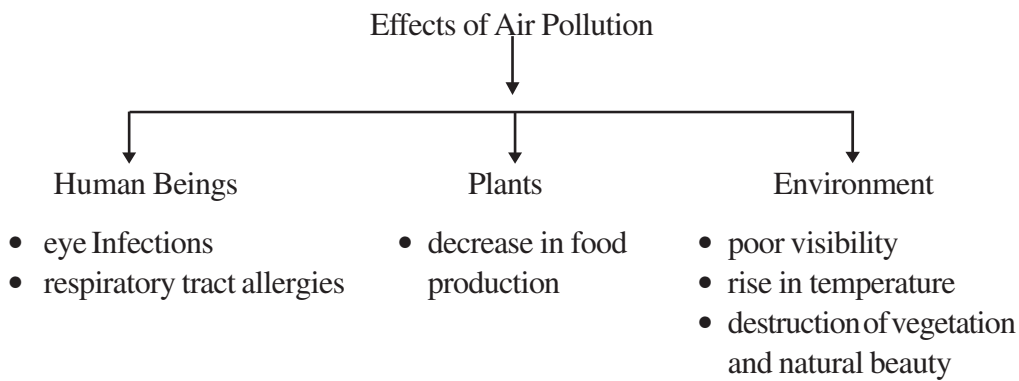 Effects of Air Pollution
Human Beings
• eye Infections
• respiratory tract allergies
Plants
• decrease in food
production
Environment
• poor visibility
• rise in temperature
• destruction of vegetation
and natural beauty